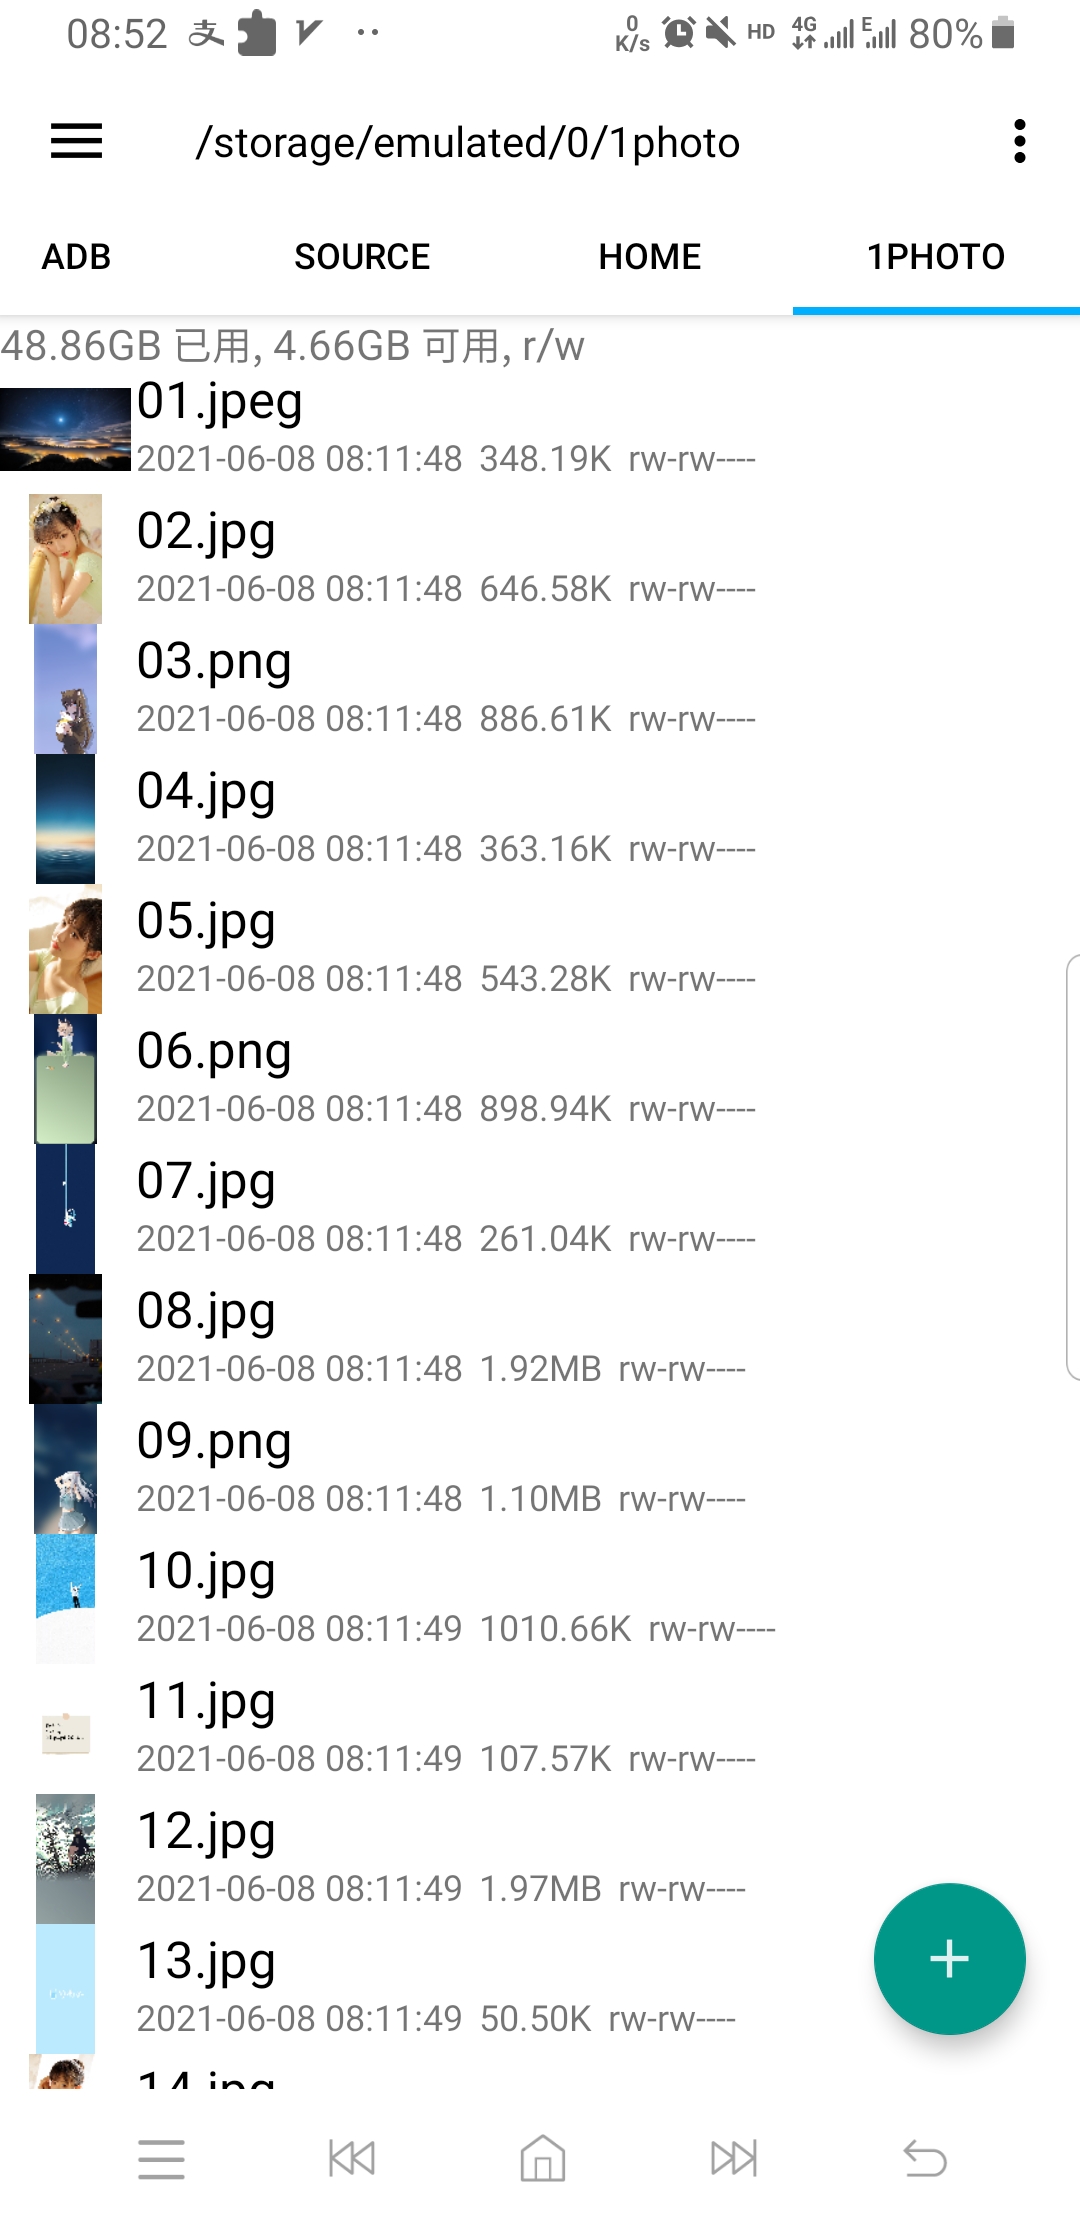 08:52 支 0 K/s HD 4G E 80%
/storage/emulated/0/1photo
ADB SOURCE HOME 1PHOTO
48.86GB 已用, 4.66GB 可用, r/w
01.jpeg
2021-06-08 08:11:48 348.19K rw-rw----
02.jpg
2021-06-08 08:11:48 646.58K rw-rw----
03.png
2021-06-08 08:11:48 886.61K rw-rw----
04.jpg
2021-06-08 08:11:48 363.16K rw-rw----
05.jpg
2021-06-08 08:11:48 543.28K rw-rw----
06.png
2021-06-08 08:11:48 898.94K rw-rw----
07.jpg
2021-06-08 08:11:48 261.04K rw-rw----
08.jpg
2021-06-08 08:11:48 1.92MB rw-rw----
09.png
2021-06-08 08:11:48 1.10MB rw-rw----
10.jpg
2021-06-08 08:11:49 1010.66K rw-rw----
11.jpg
2021-06-08 08:11:49 107.57K rw-rw----
12.jpg
2021-06-08 08:11:49 1.97MB rw-rw----
13.jpg
2021-06-08 08:11:49 50.50K rw-rw----
14.jpg